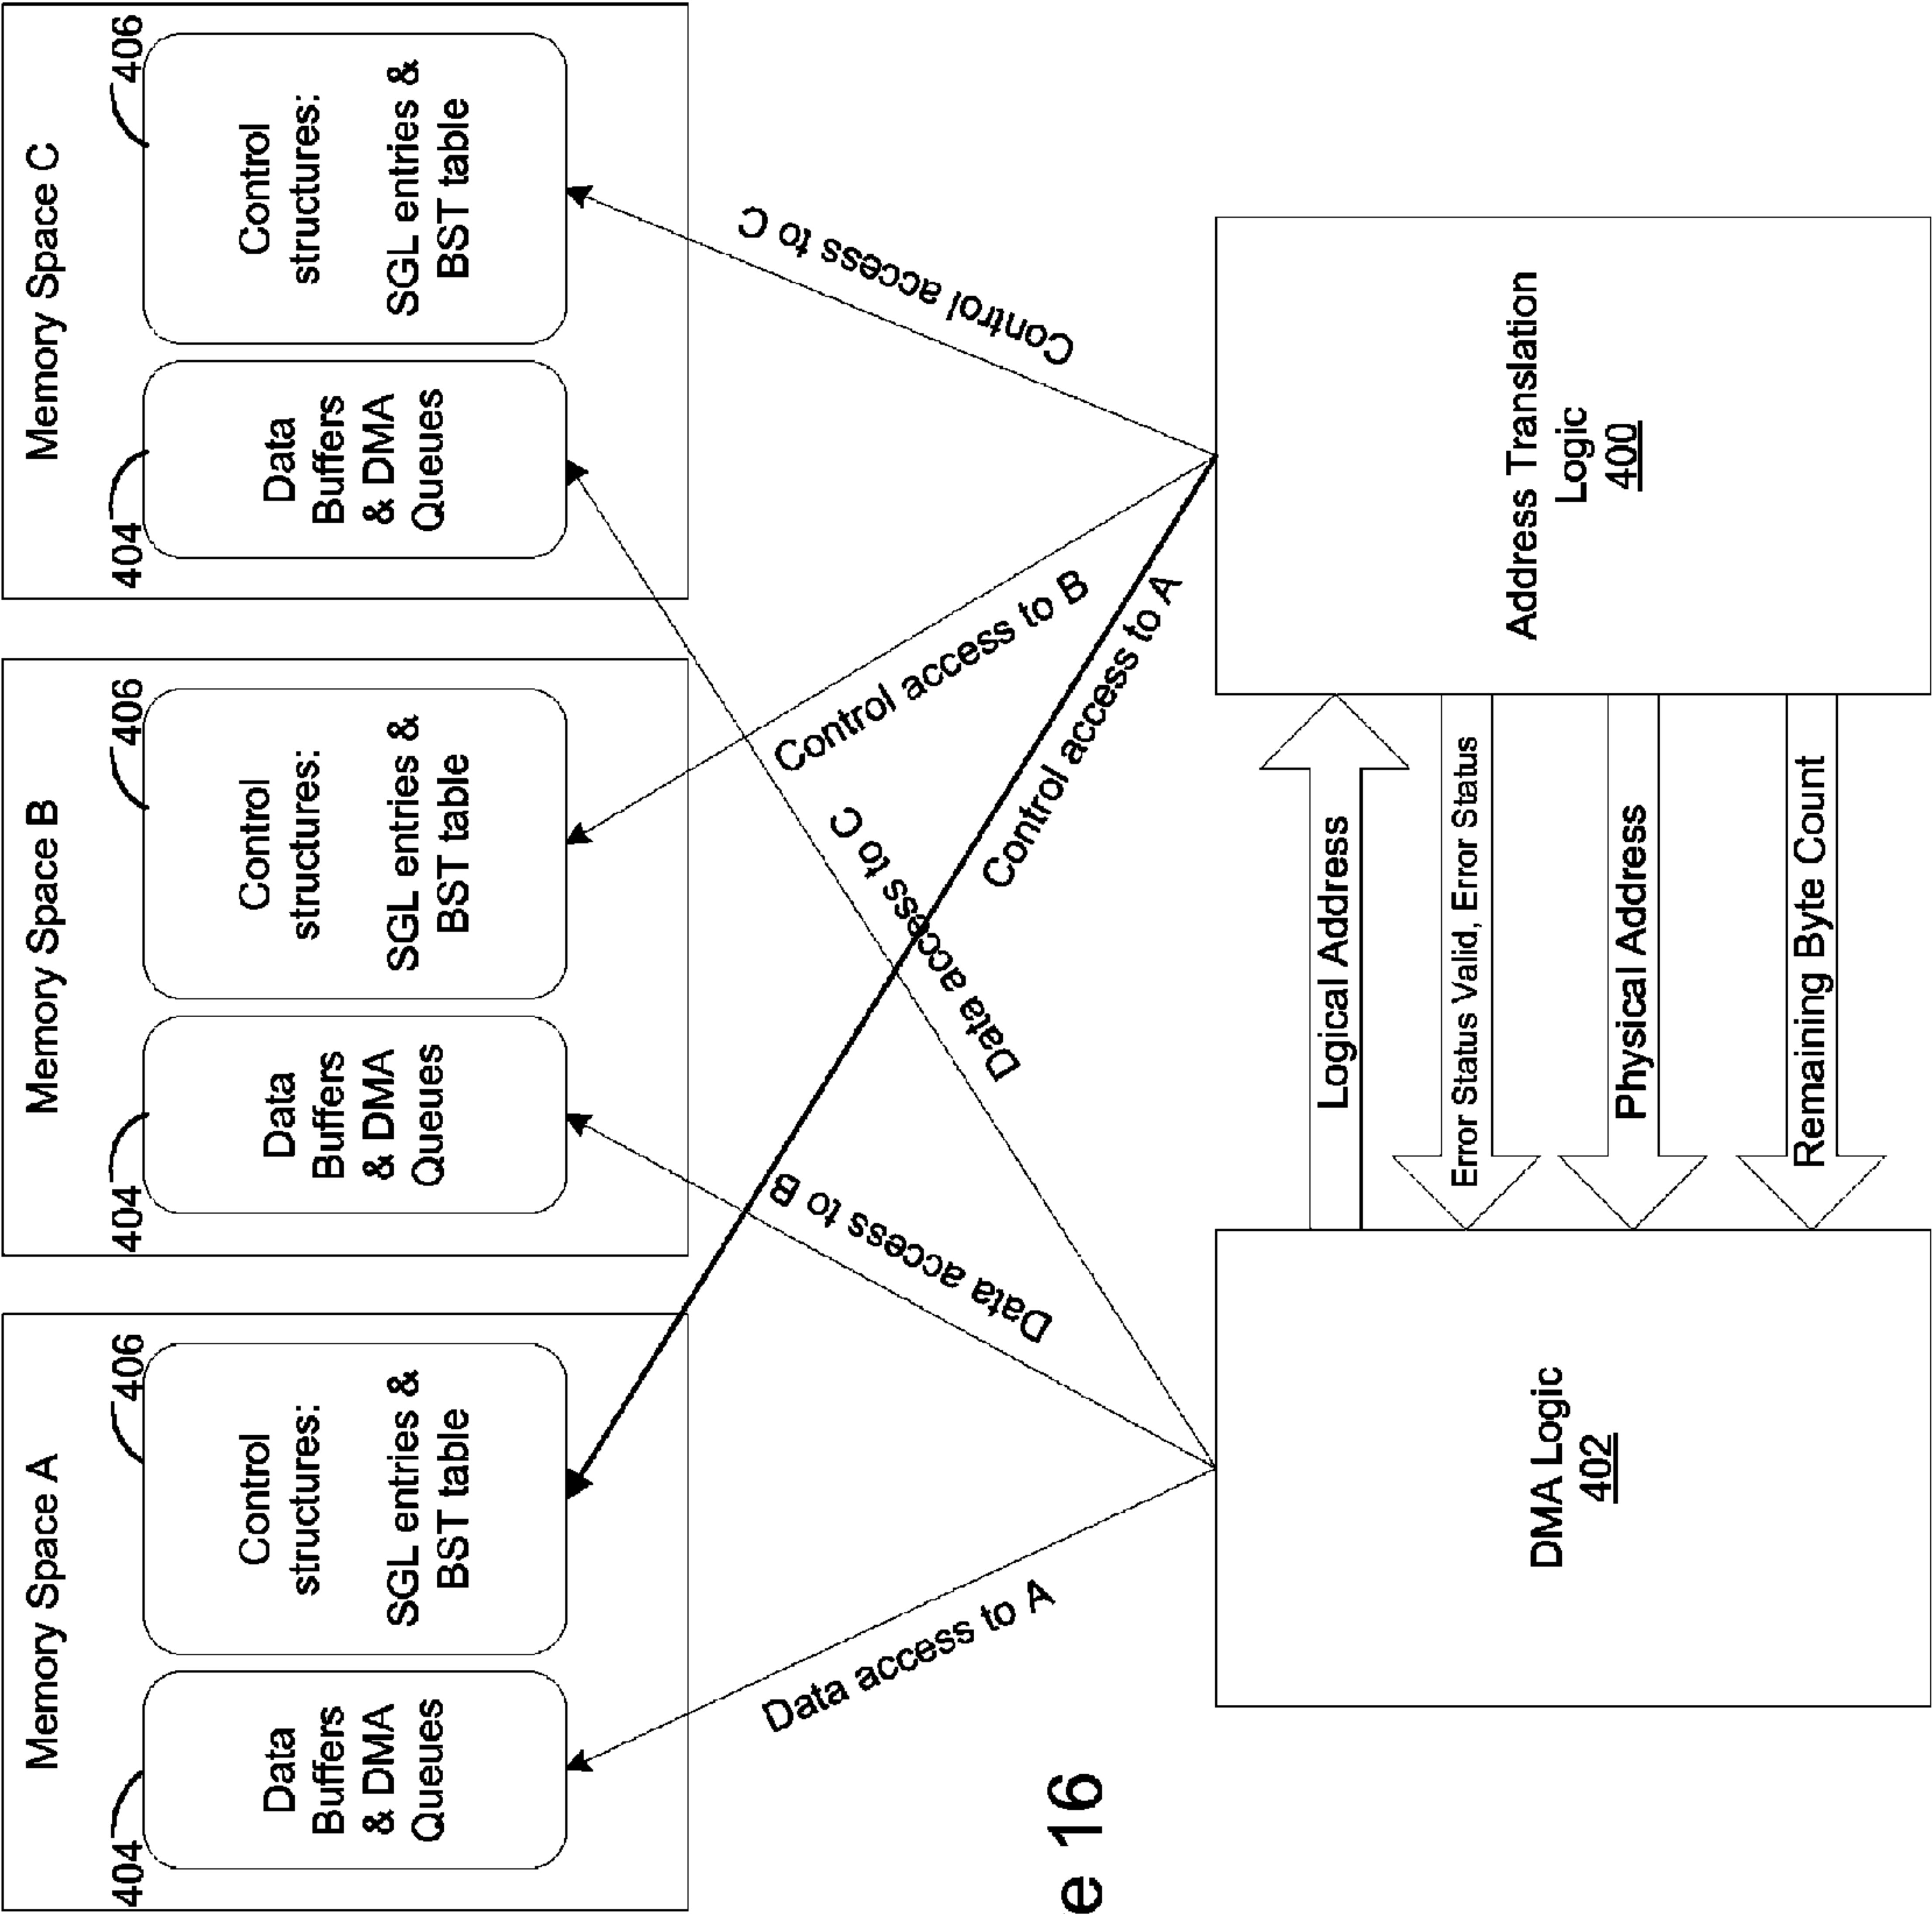 Memory Space A
404
406
Data
Buffers
& DMA
Queues
Control
structures:
SGL entries &
BST table
Memory Space B
404
406
Data
Buffers
& DMA
Queues
Control
structures:
SGL entries &
BST table
Memory Space C
404
406
Data
Buffers
& DMA
Queues
Control
structures:
SGL entries &
BST table
Data access to A
Data access to B
Data access to C
Control access to A
Control access to B
Control access to C
e 16
DMA Logic
402
Logical Address
Error Status Valid, Error Status
Physical Address
Remaining Byte Count
Address Translation
Logic
400